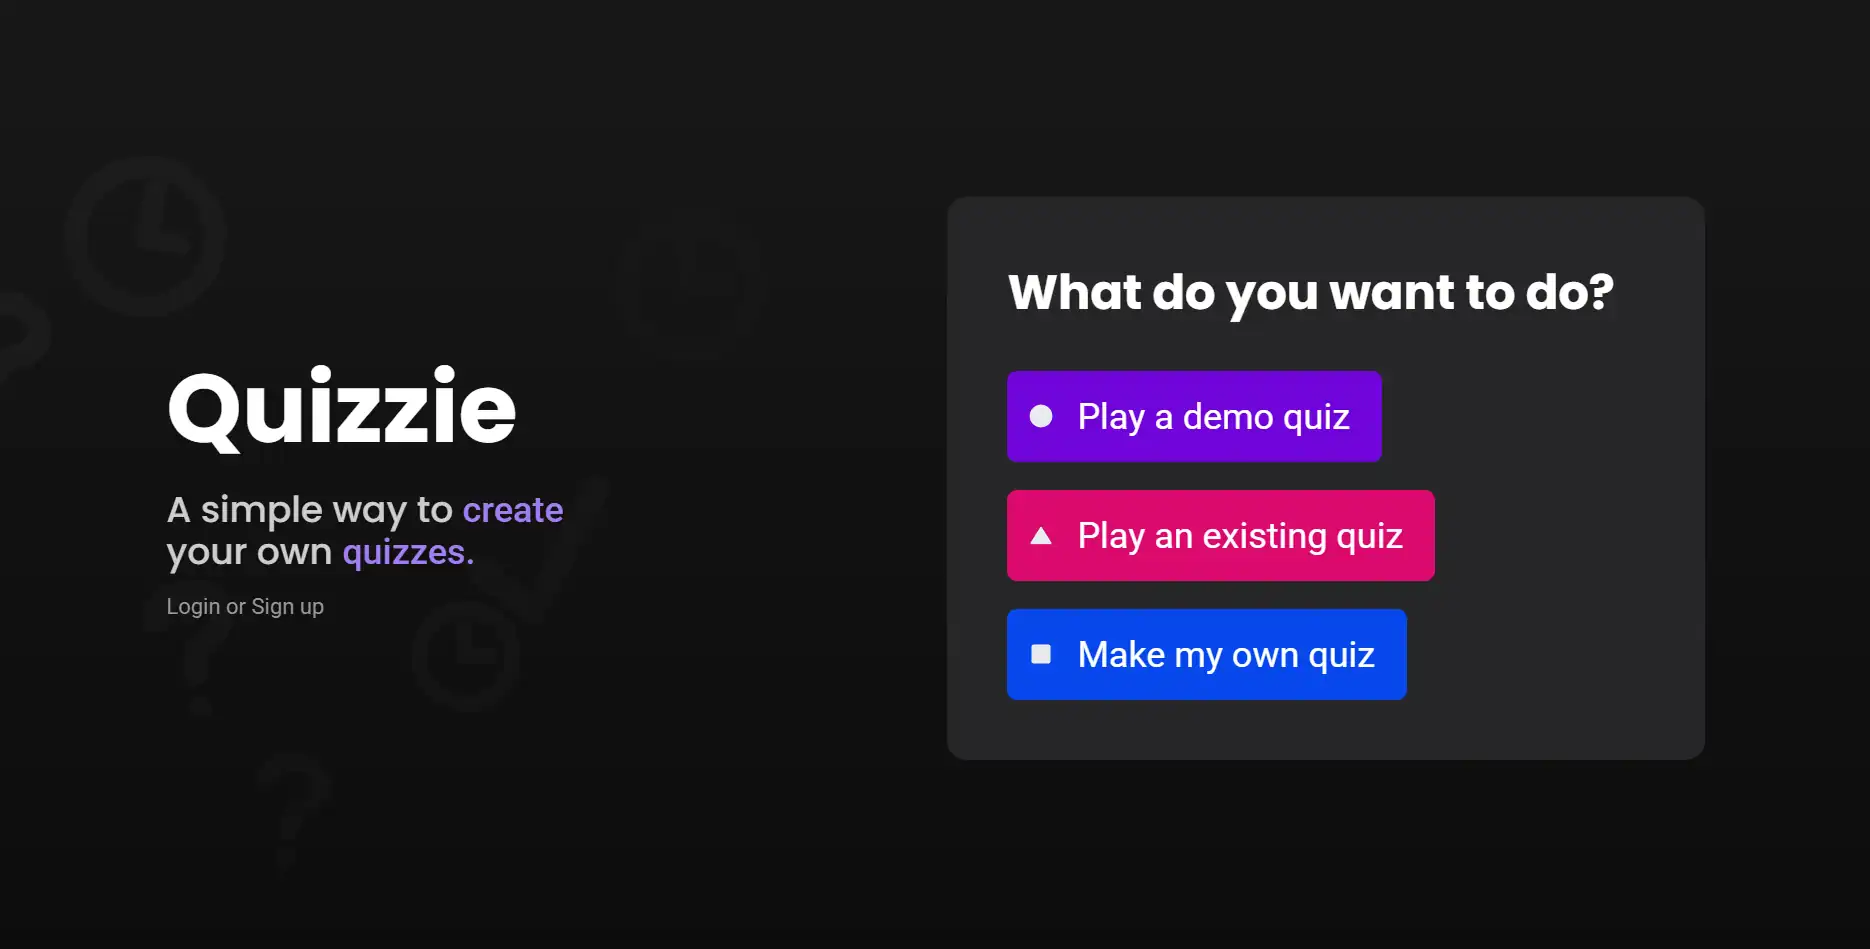 Quizzie
A simple way to create
your own quizzes.
Login or Sign up
What do you want to do?
Play a demo quiz
Play an existing quiz
Make my own quiz